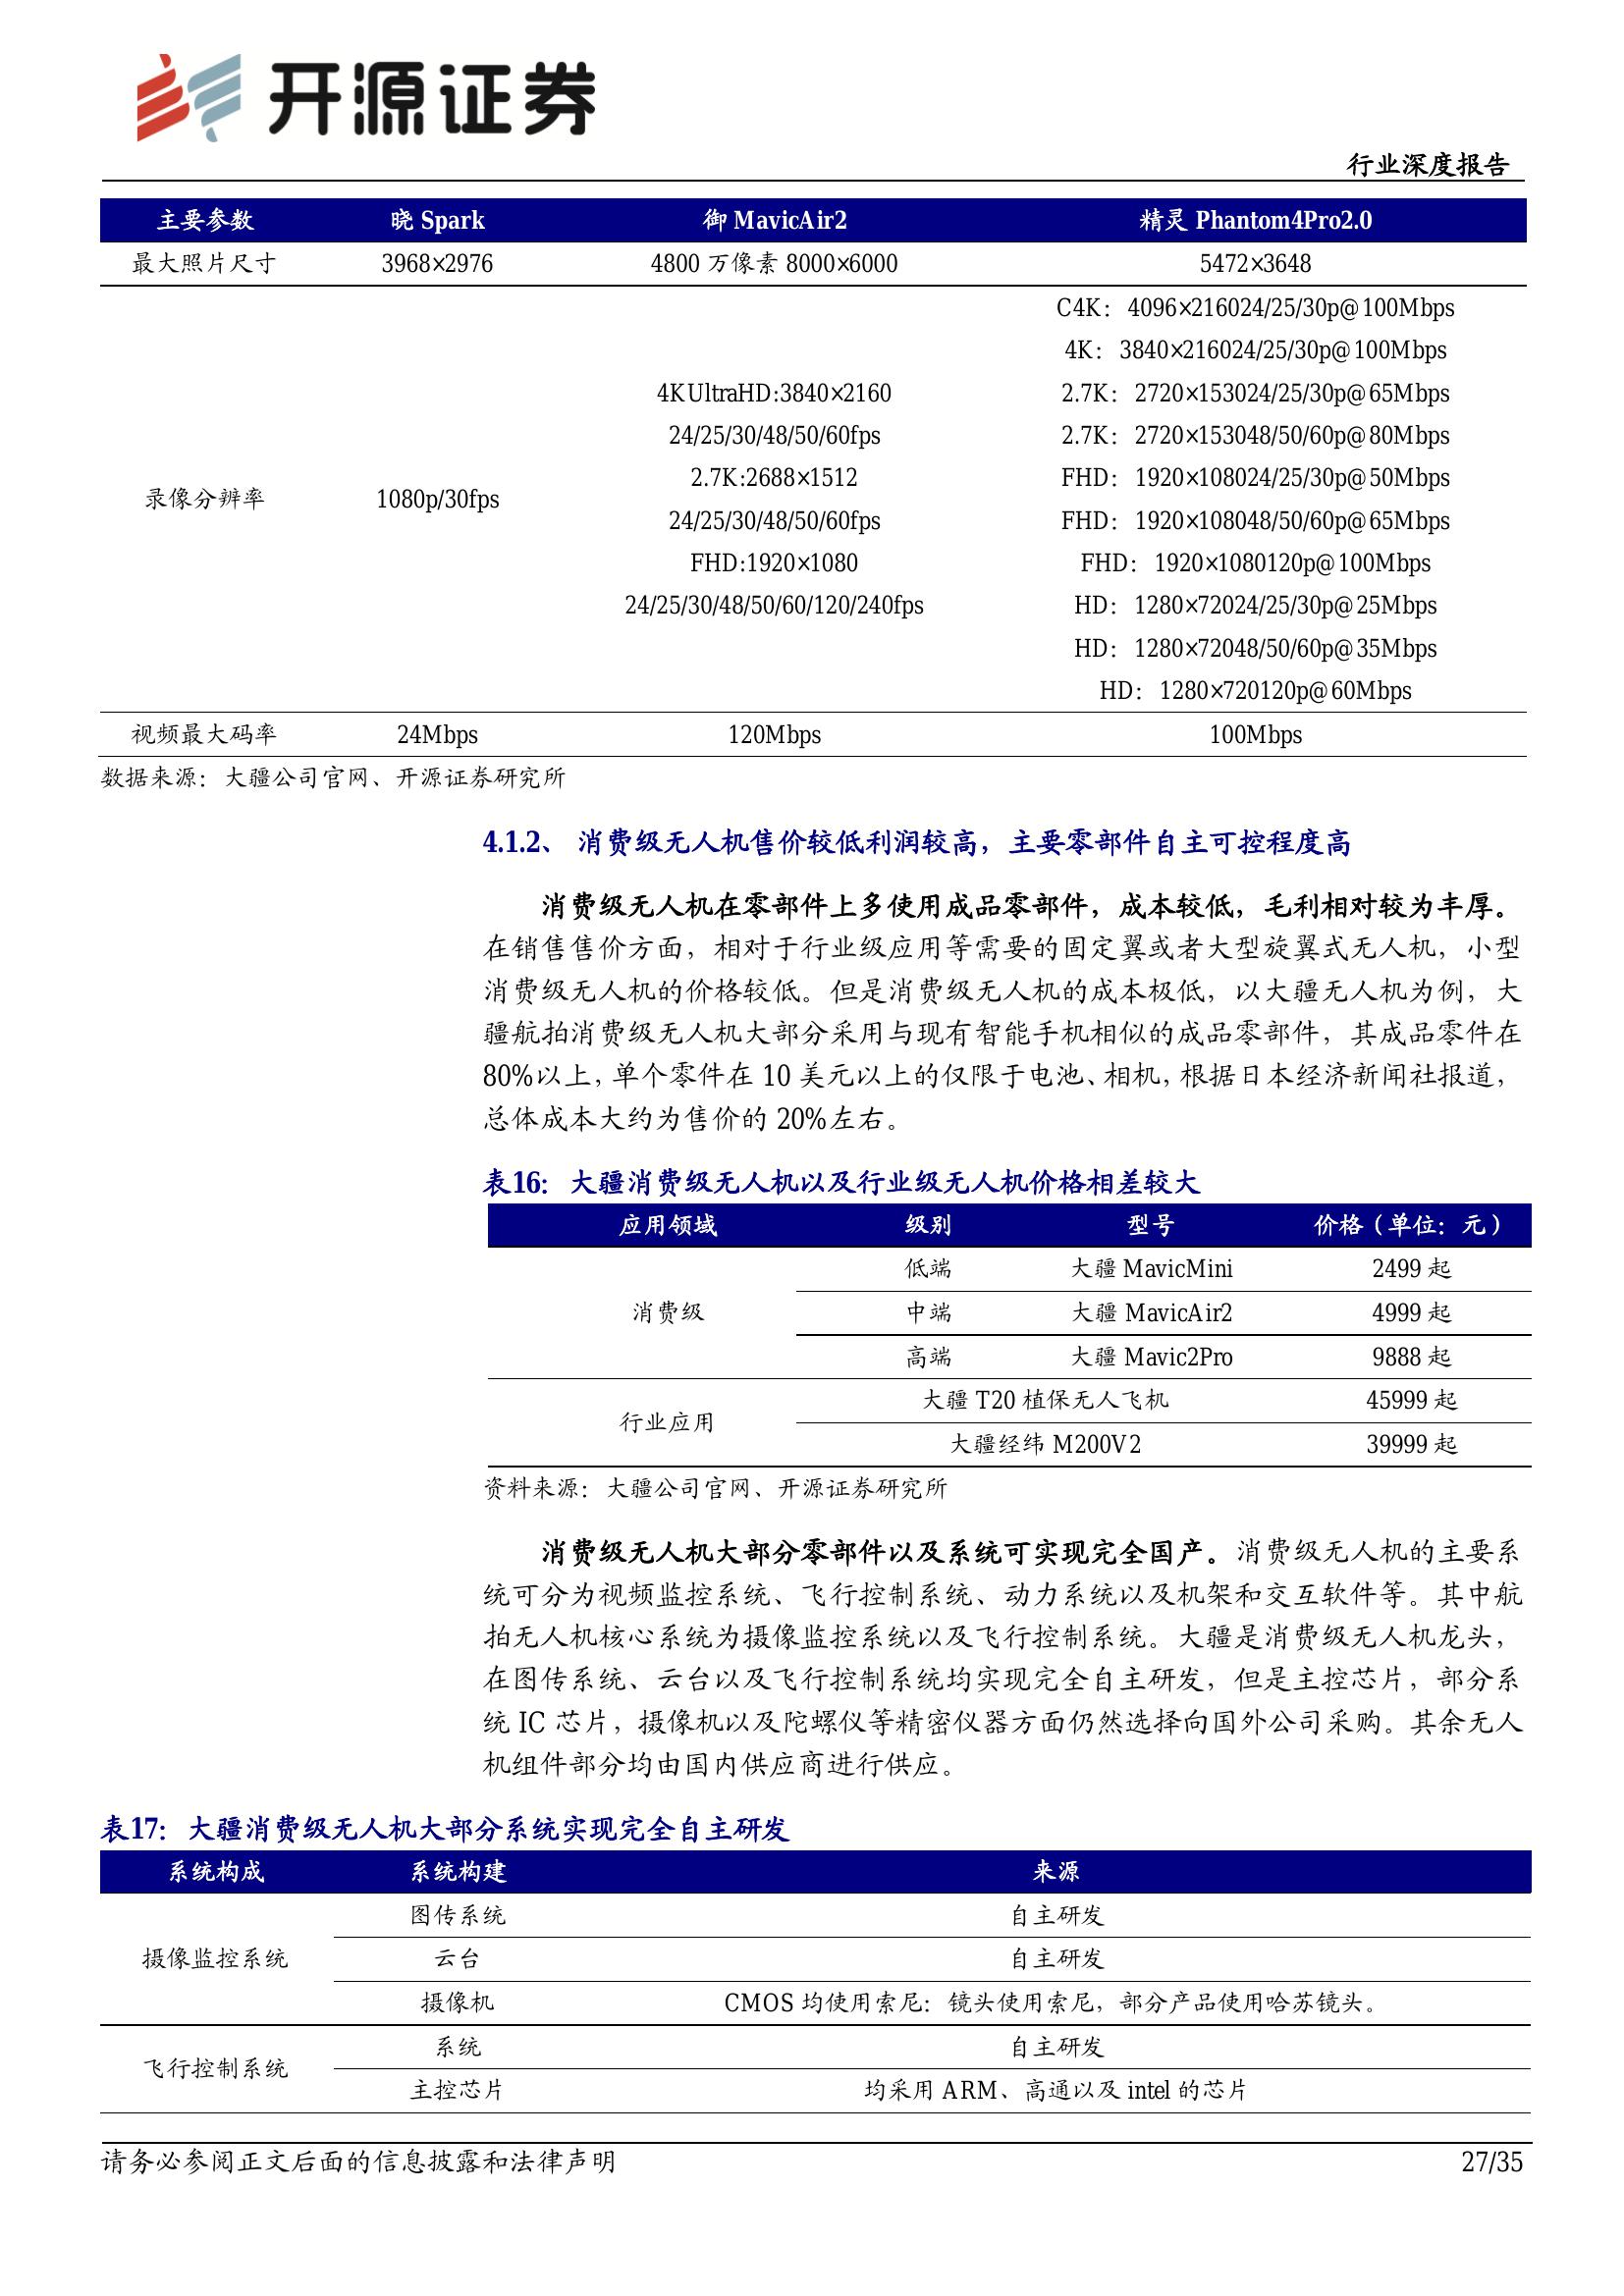 开源证券
行业深度报告
主要参数 晓 Spark 御 MavicAir2 精灵 Phantom4Pro2.0
最大照片尺寸 3968×2976 4800 万像素 8000×6000 5472×3648
C4K： 4096×216024/25/30p@100Mbps
4K： 3840×216024/25/30p@100Mbps
4KUltraHD:3840×2160 2.7K： 2720×153024/25/30p@65Mbps
24/25/30/48/50/60fps 2.7K： 2720×153048/50/60p@80Mbps
2.7K:2688×1512 FHD： 1920×108024/25/30p@50Mbps
录像分辨率 1080p/30fps
24/25/30/48/50/60fps FHD： 1920×108048/50/60p@65Mbps
FHD:1920×1080 FHD： 1920×1080120p@100Mbps
24/25/30/48/50/60/120/240fps HD： 1280×72024/25/30p@25Mbps
HD： 1280×72048/50/60p@35Mbps
HD： 1280×720120p@60Mbps
视频最大码率 24Mbps 120Mbps 100Mbps
数据来源：大疆公司官网、开源证券研究所
4.1.2、 消费级无人机售价较低利润较高，主要零部件自主可控程度高
消费级无人机在零部件上多使用成品零部件，成本较低，毛利相对较为丰厚。
在销售售价方面，相对于行业级应用等需要的固定翼或者大型旋翼式无人机，小型
消费级无人机的价格较低。但是消费级无人机的成本极低，以大疆无人机为例，大
疆航拍消费级无人机大部分采用与现有智能手机相似的成品零部件，其成品零件在
80%以上，单个零件在 10 美元以上的仅限于电池、相机，根据日本经济新闻社报道，
总体成本大约为售价的 20%左右。
表16： 大疆消费级无人机以及行业级无人机价格相差较大
应用领域 级别 型号 价格（单位：元）
低端 大疆 MavicMini 2499 起
消费级 中端 大疆 MavicAir2 4999 起
高端 大疆 Mavic2Pro 9888 起
大疆 T20 植保无人飞机 45999 起
行业应用
大疆经纬 M200V2 39999 起
资料来源：大疆公司官网、开源证券研究所
消费级无人机大部分零部件以及系统可实现完全国产。消费级无人机的主要系
统可分为视频监控系统、飞行控制系统、动力系统以及机架和交互软件等。其中航
拍无人机核心系统为摄像监控系统以及飞行控制系统。大疆是消费级无人机龙头，
在图传系统、云台以及飞行控制系统均实现完全自主研发，但是主控芯片，部分系
统 IC 芯片，摄像机以及陀螺仪等精密仪器方面仍然选择向国外公司采购。其余无人
机组件部分均由国内供应商进行供应。
表17： 大疆消费级无人机大部分系统实现完全自主研发
系统构成 系统构建 来源
图传系统 自主研发
摄像监控系统 云台 自主研发
摄像机 CMOS 均使用索尼：镜头使用索尼，部分产品使用哈苏镜头。
系统 自主研发
飞行控制系统
主控芯片 均采用 ARM、高通以及 intel 的芯片
请务必参阅正文后面的信息披露和法律声明 27/35